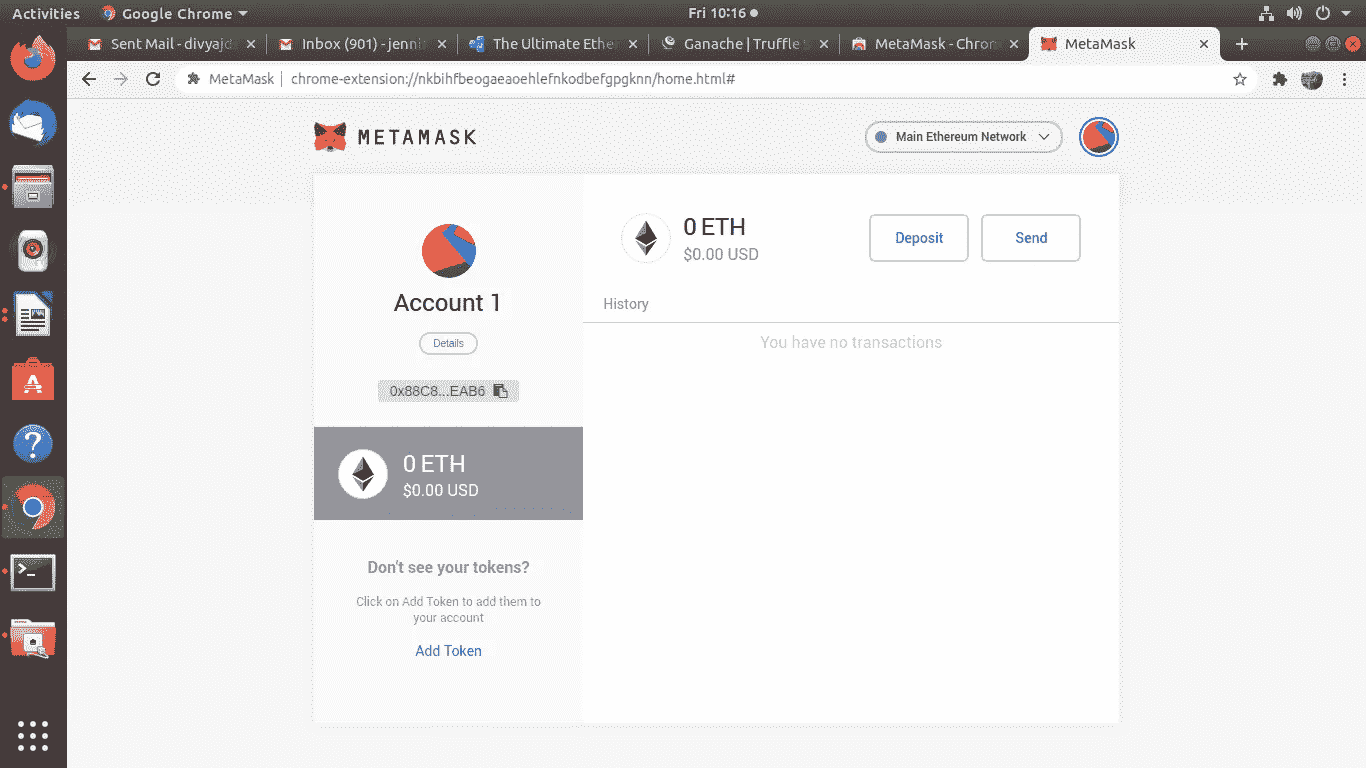 Activities
Google Chrome
Fri 10:16
Sent Mail - divyajd
Inbox (901) - jenni
The Ultimate Ether
Ganache | Truffle
MetaMask - Chrom
MetaMask
MetaMask
chrome-extension://nkbihfbeogaeaoehlefnkodbefgpgknn/home.html#
METAMASK
Main Ethereum Network
Account 1
Details
0x88C8...EAB6
0 ETH
$0.00 USD
Don't see your tokens?
Click on Add Token to add them to
your account
Add Token
0 ETH
$0.00 USD
Deposit
Send
History
You have no transactions